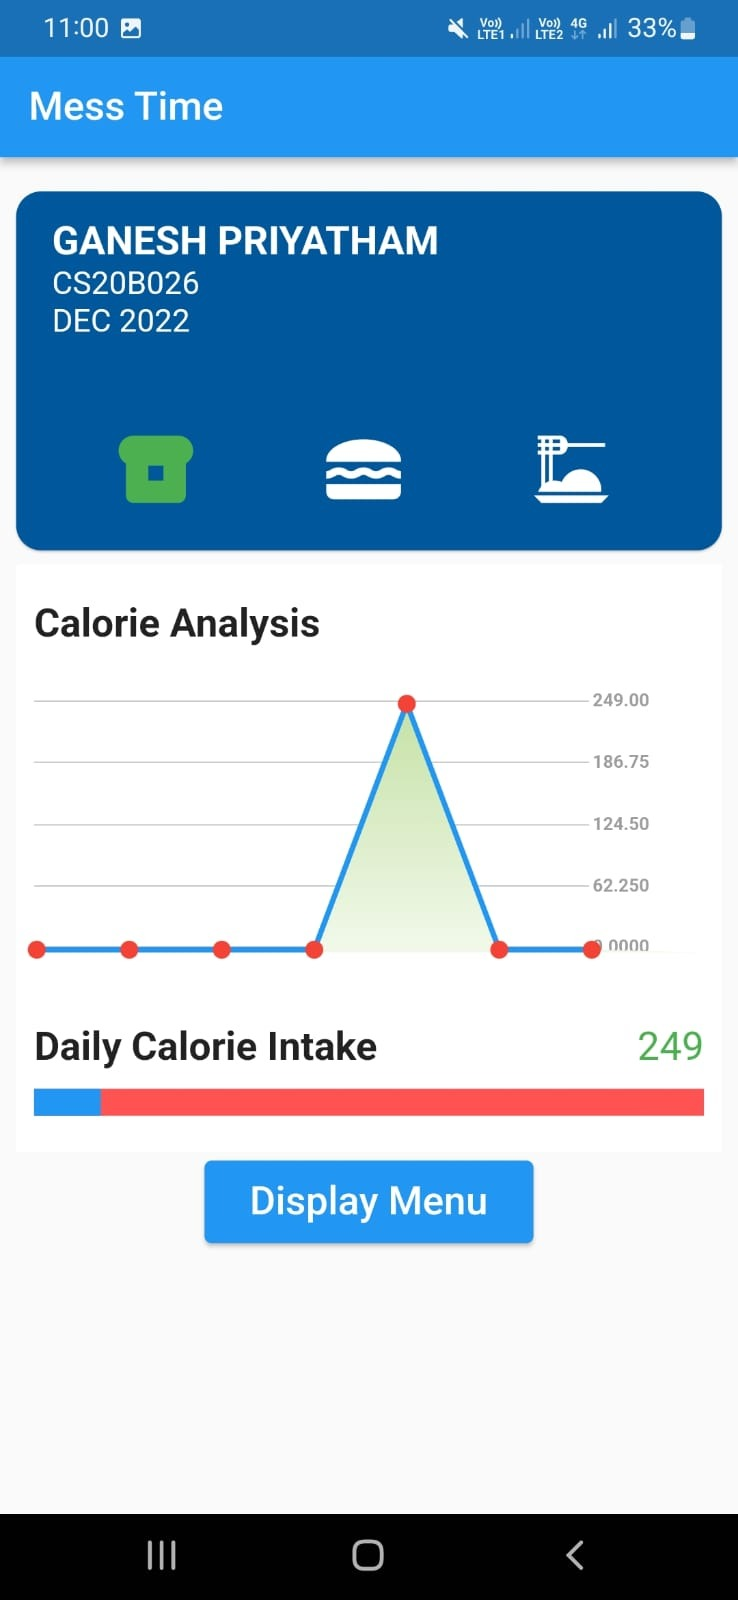 11:00
Vo)) LTE1 Vo)) LTE2 4G 33%
Mess Time
GANESH PRIYATHAM
CS20B026
DEC 2022
Calorie Analysis
249.00
186.75
124.50
62.250
0000
Daily Calorie Intake 249
Display Menu